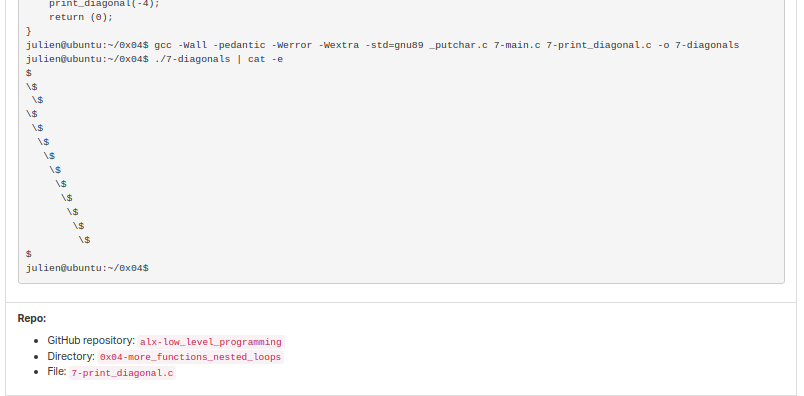 print_diagonal(-4);
    return (0);
}
julien@ubuntu:~/0x04$ gcc -Wall -pedantic -Werror -Wextra -std=gnu89 _putchar.c 7-main.c 7-print_diagonal.c -o 7-diagonals
julien@ubuntu:~/0x04$ ./7-diagonals | cat -e
$
\$
 \$
\$
 \$
  \$
   \$
    \$
     \$
      \$
       \$
        \$
         \$
$
julien@ubuntu:~/0x04$
Repo:
• GitHub repository: alx-low_level_programming
• Directory: 0x04-more_functions_nested_loops
• File: 7-print_diagonal.c